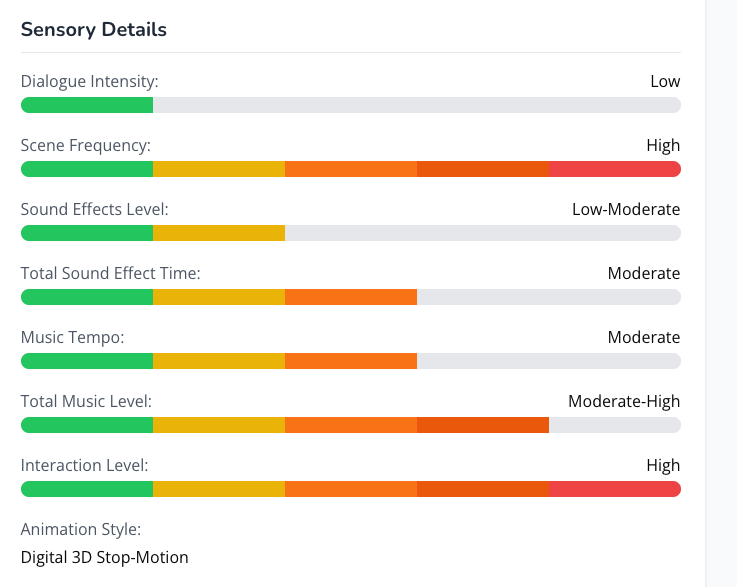 Sensory Details
Dialogue Intensity: Low
Scene Frequency: High
Sound Effects Level: Low-Moderate
Total Sound Effect Time: Moderate
Music Tempo: Moderate
Total Music Level: Moderate-High
Interaction Level: High
Animation Style:
Digital 3D Stop-Motion